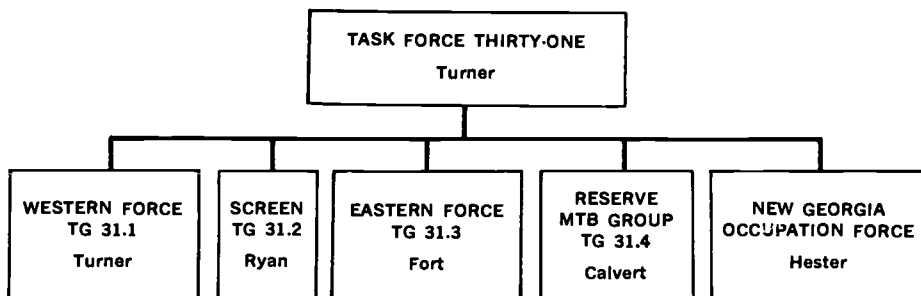 TASK FORCE THIRTY-ONE
Turner
WESTERN FORCE
TG 31.1
Turner
SCREEN
TG 31.2
Ryan
EASTERN FORCE
TG 31.3
Fort
RESERVE
MTB GROUP
TG 31.4
Calvert
NEW GEORGIA
OCCUPATION FORCE
Hester